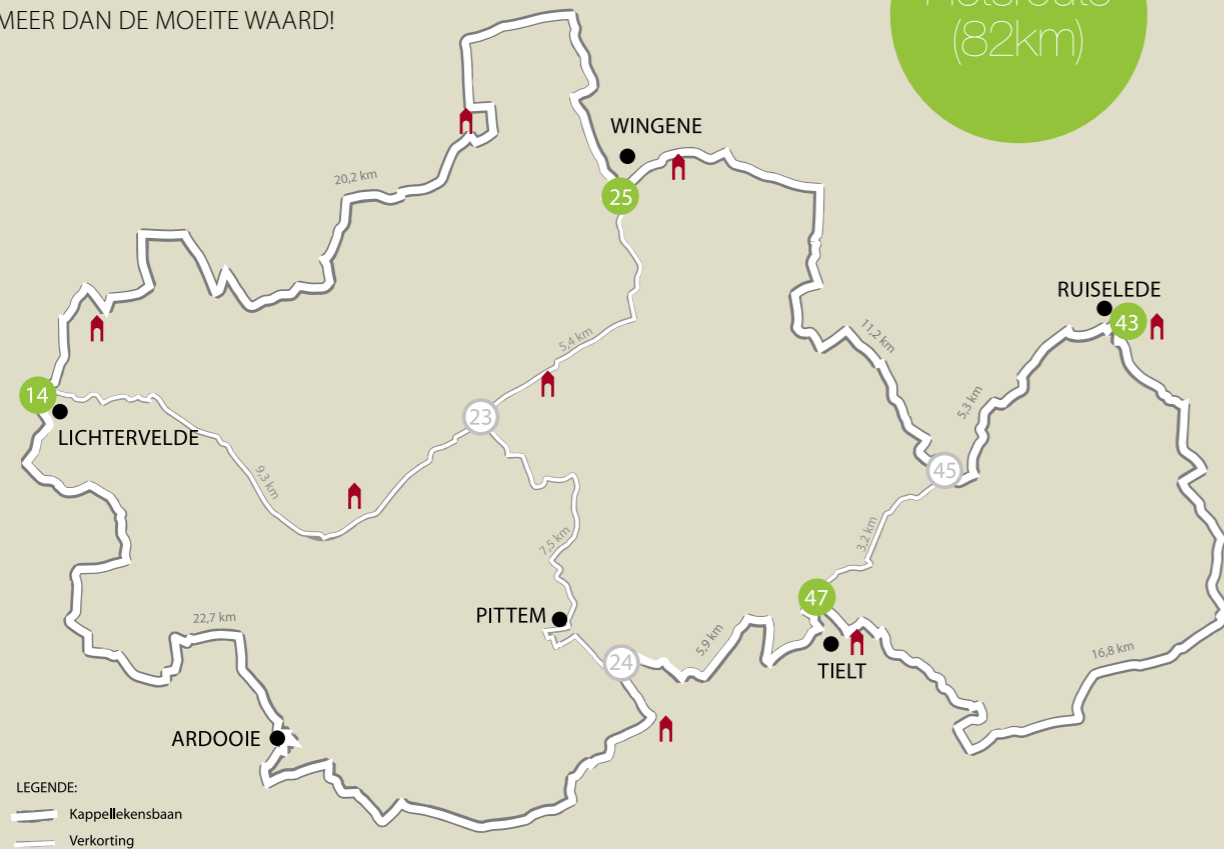 MEER DAN DE MOEITE WAARD!
Fietsroute
(82km)
WINGENE
20,2 km
25
RUISELEDE
43
11,2 km
5,4 km
14
5,3 km
LICHTERVELDE
23
45
9,3 km
7,5 km
3,2 km
47
PITTEM
22,7 km
5,9 km
24
TIELT
16,8 km
ARDOOIE
LEGENDE:
Kappellekensbaan
Verkorting